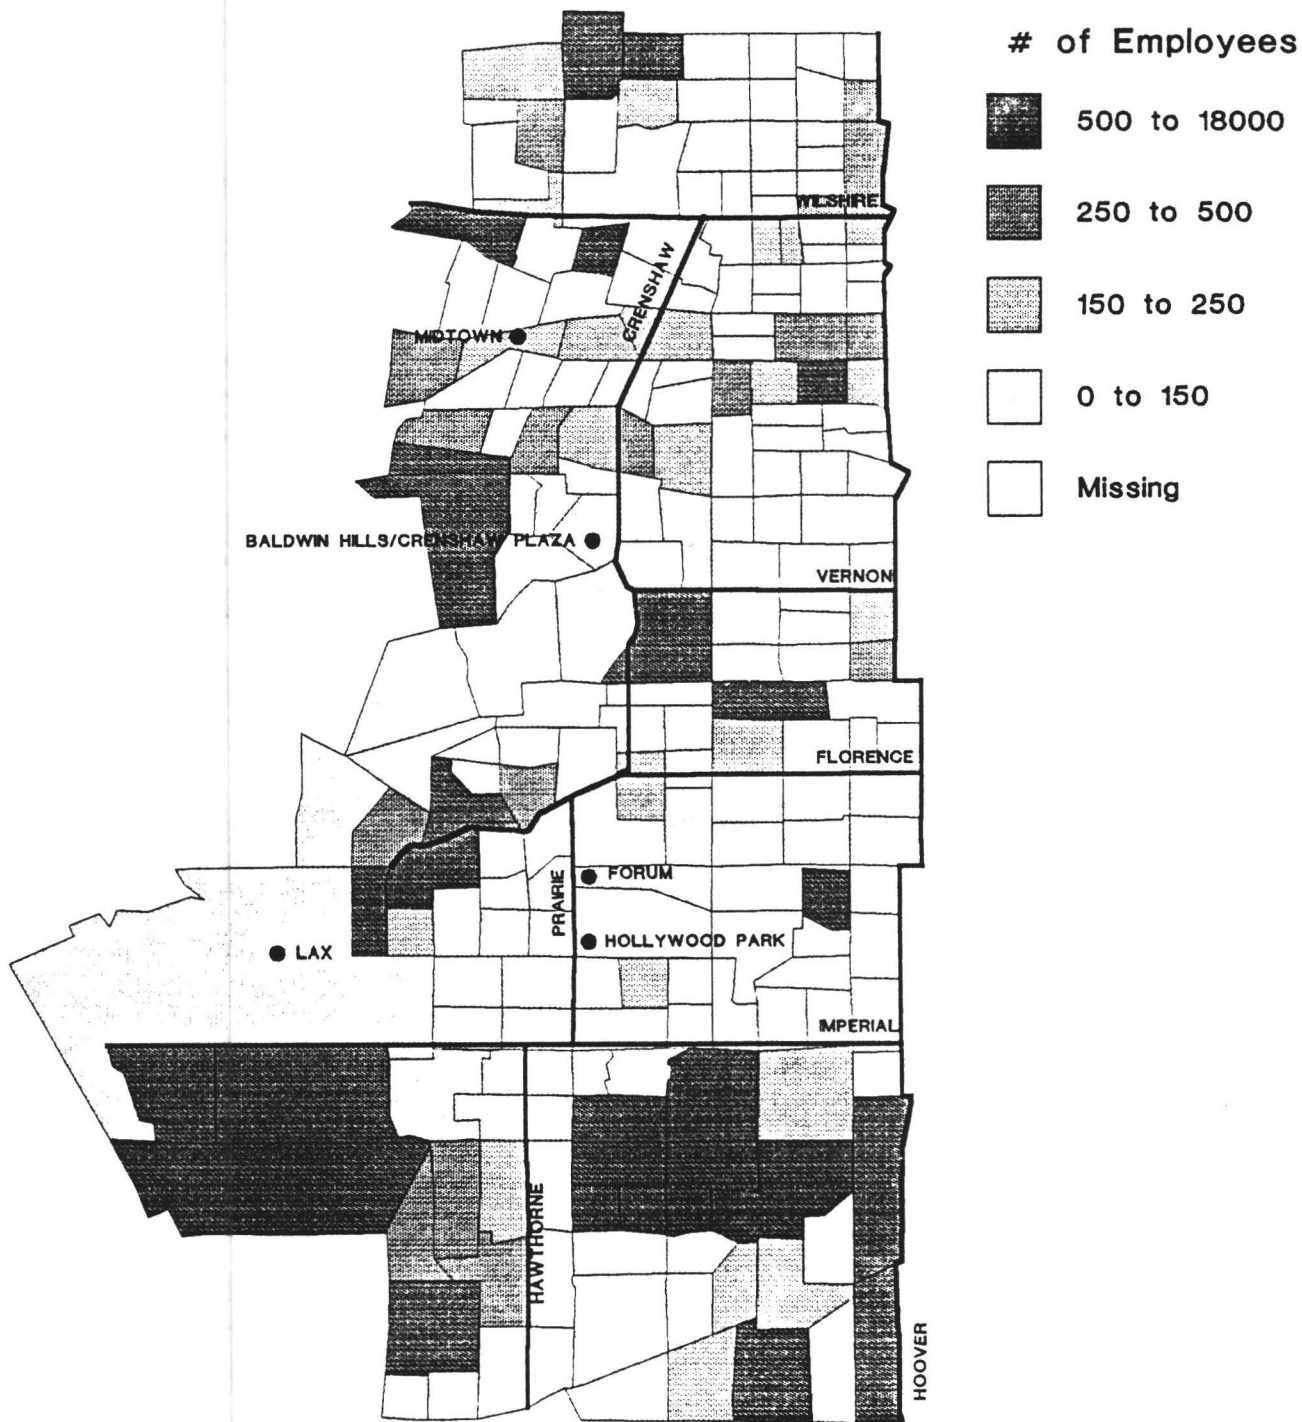 # of Employees
500 to 18000
250 to 500
150 to 250
0 to 150
Missing
WILSHIRE
CRENSHAW
MIDTOWN
BALDWIN HILLS/CRENSHAW PLAZA
VERNON
FLORENCE
PRAIRIE
FORUM
HOLLYWOOD PARK
LAX
IMPERIAL
HAWTHORNE
HOOVER